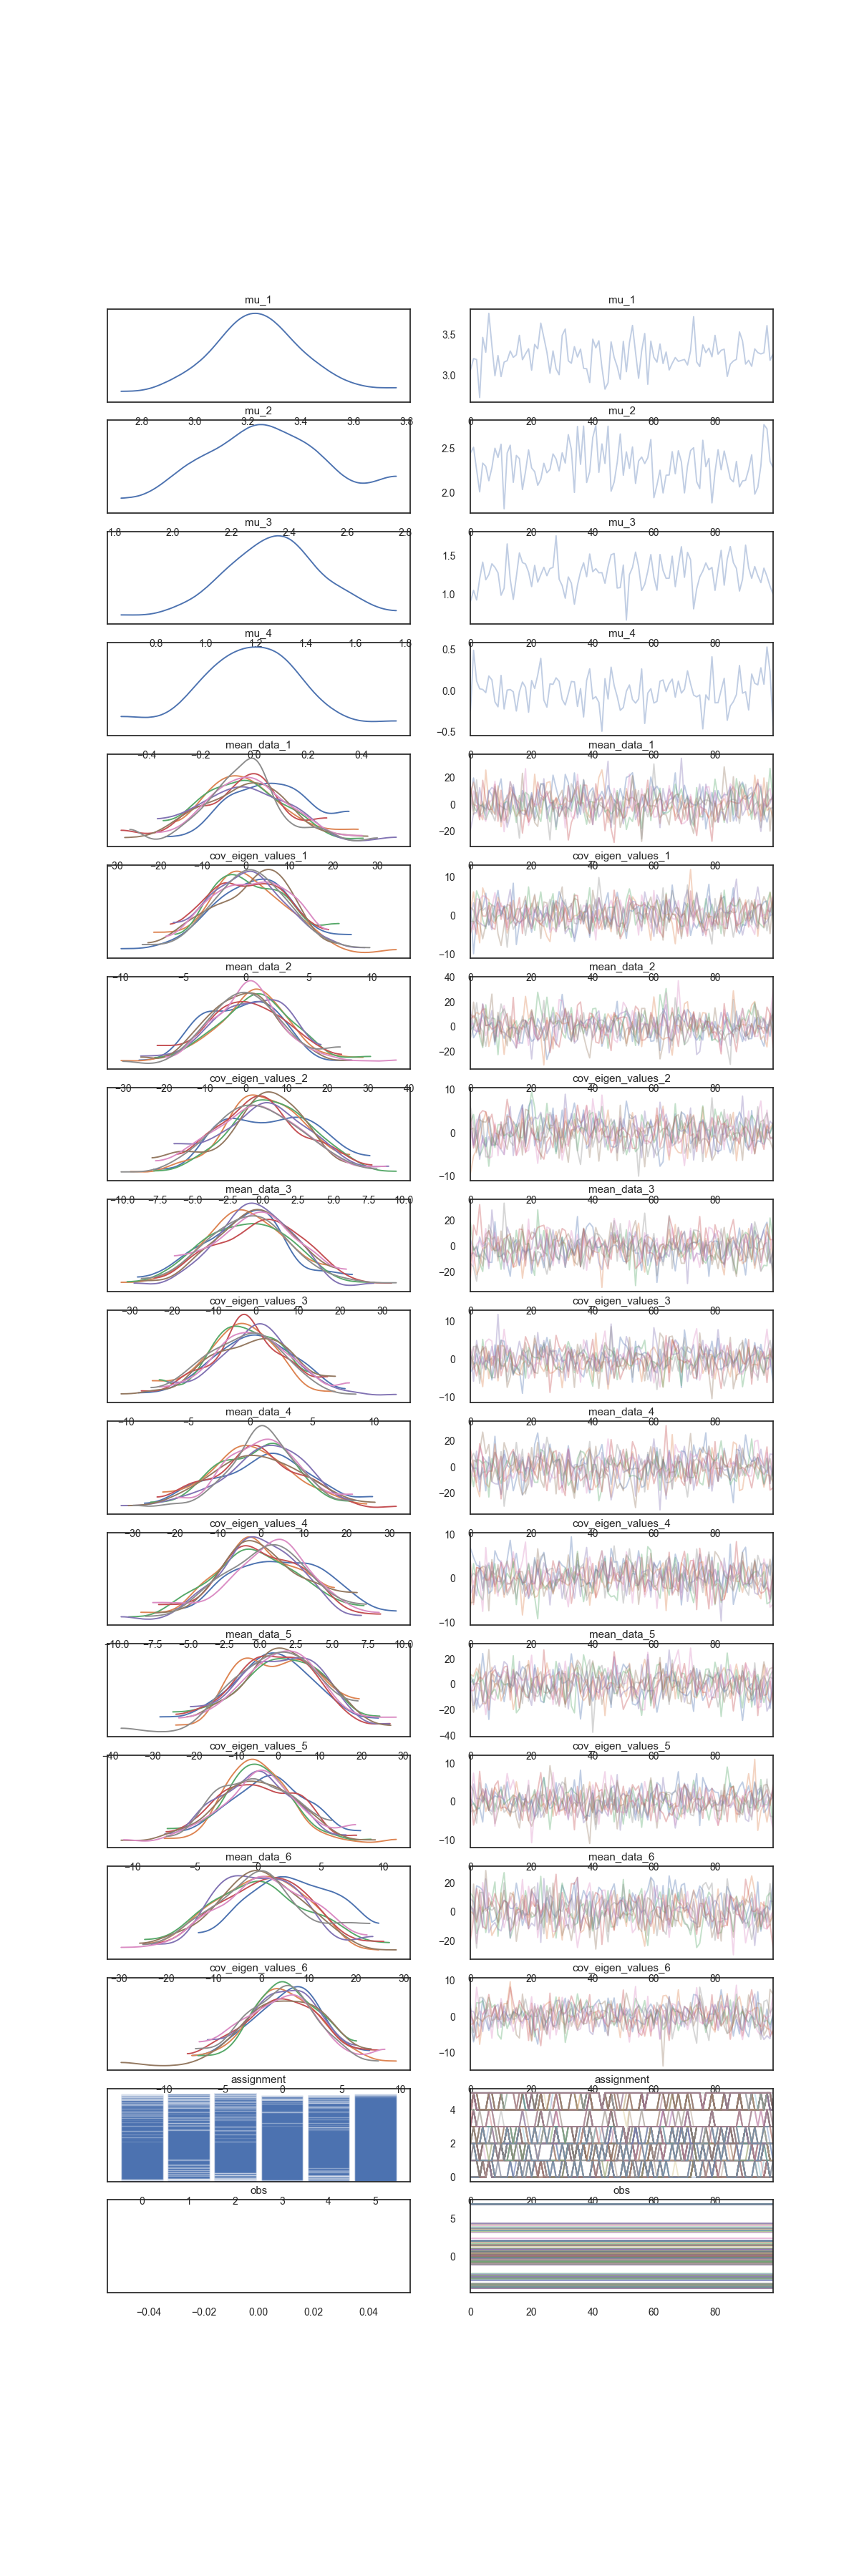 mu_1 mu_1
3.5
3.0
mu_2 mu_2
2.8 3.0 3.2 3.4 3.6 3.8 0 20 40 60 80
2.5
2.0
mu_3 mu_3
1.8 2.0 2.2 2.4 2.6 2.8 0 20 40 60 80
1.5
1.0
mu_4 mu_4
0.8 1.0 1.2 1.4 1.6 1.8 0 20 40 60 80
0.5
0.0
−0.5
mean_data_1 mean_data_1
−0.4 −0.2 0.0 0.2 0.4 0 20 40 60 80
20
0
−20
cov_eigen_values_1 cov_eigen_values_1
−30 −20 −10 0 10 20 30 0 20 40 60 80
10
0
−10
mean_data_2 mean_data_2
−10 −5 0 5 10 0 20 40 60 80
40
20
0
−20
cov_eigen_values_2 cov_eigen_values_2
−30 −20 −10 0 10 20 30 40 0 20 40 60 80
10
0
−10
mean_data_3 mean_data_3
−10.0 −7.5 −5.0 −2.5 0.0 2.5 5.0 7.5 10.0 0 20 40 60 80
20
0
−20
cov_eigen_values_3 cov_eigen_values_3
−30 −20 −10 0 10 20 30 0 20 40 60 80
10
0
−10
mean_data_4 mean_data_4
−10 −5 0 5 10 0 20 40 60 80
20
0
−20
cov_eigen_values_4 cov_eigen_values_4
−30 −20 −10 0 10 20 30 0 20 40 60 80
10
0
−10
mean_data_5 mean_data_5
−10.0 −7.5 −5.0 −2.5 0.0 2.5 5.0 7.5 10.0 0 20 40 60 80
20
0
−20
−40
cov_eigen_values_5 cov_eigen_values_5
−40 −30 −20 −10 0 10 20 30 0 20 40 60 80
10
0
−10
mean_data_6 mean_data_6
−10 −5 0 5 10 0 20 40 60 80
20
0
−20
cov_eigen_values_6 cov_eigen_values_6
−30 −20 −10 0 10 20 30 0 20 40 60 80
10
0
−10
assignment assignment
−10 −5 0 5 10 0 20 40 60 80
4
2
0
obs obs
0 1 2 3 4 5 0 20 40 60 80
5
0
−0.04 −0.02 0.00 0.02 0.04 0 20 40 60 80